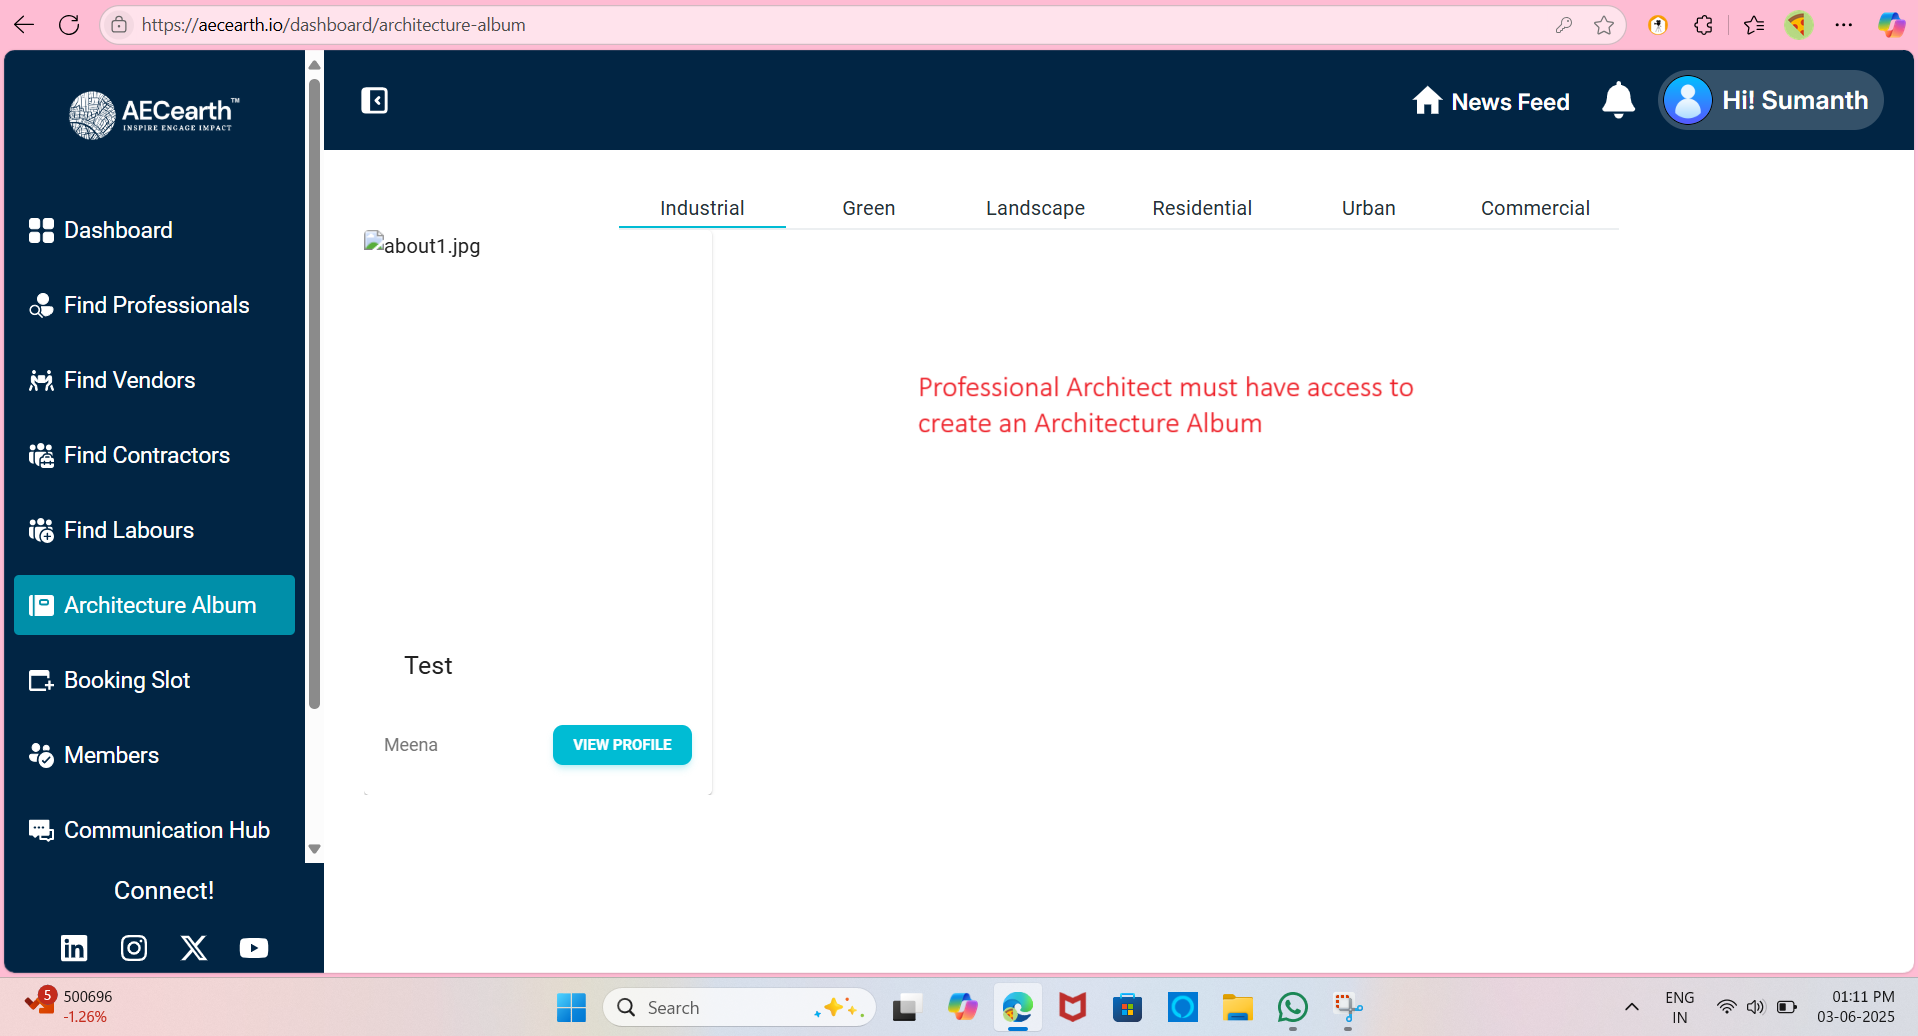 https://aecearth.io/dashboard/architecture-album
AECearth™
INSPIRE ENGAGE IMPACT
News Feed
Hi! Sumanth
Dashboard
Find Professionals
Find Vendors
Find Contractors
Find Labours
Architecture Album
Booking Slot
Members
Communication Hub
Connect!
Industrial
Green
Landscape
Residential
Urban
Commercial
about1.jpg
Professional Architect must have access to
create an Architecture Album
Test
Meena
VIEW PROFILE
5
500696
-1.26%
Search
ENG
IN
01:11 PM
03-06-2025